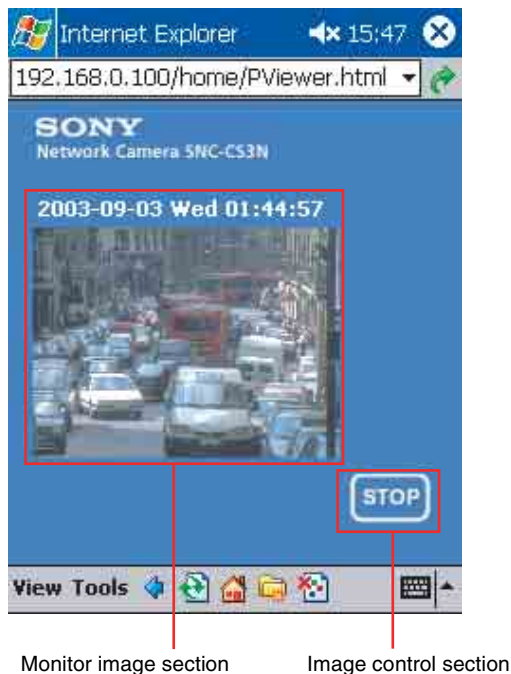 Internet Explorer 15:47
192.168.0.100/home/PViewer.html
SONY
Network Camera SNC-CS3N
2003-09-03 Wed 01:44:57
STOP
View Tools
Monitor image section Image control section